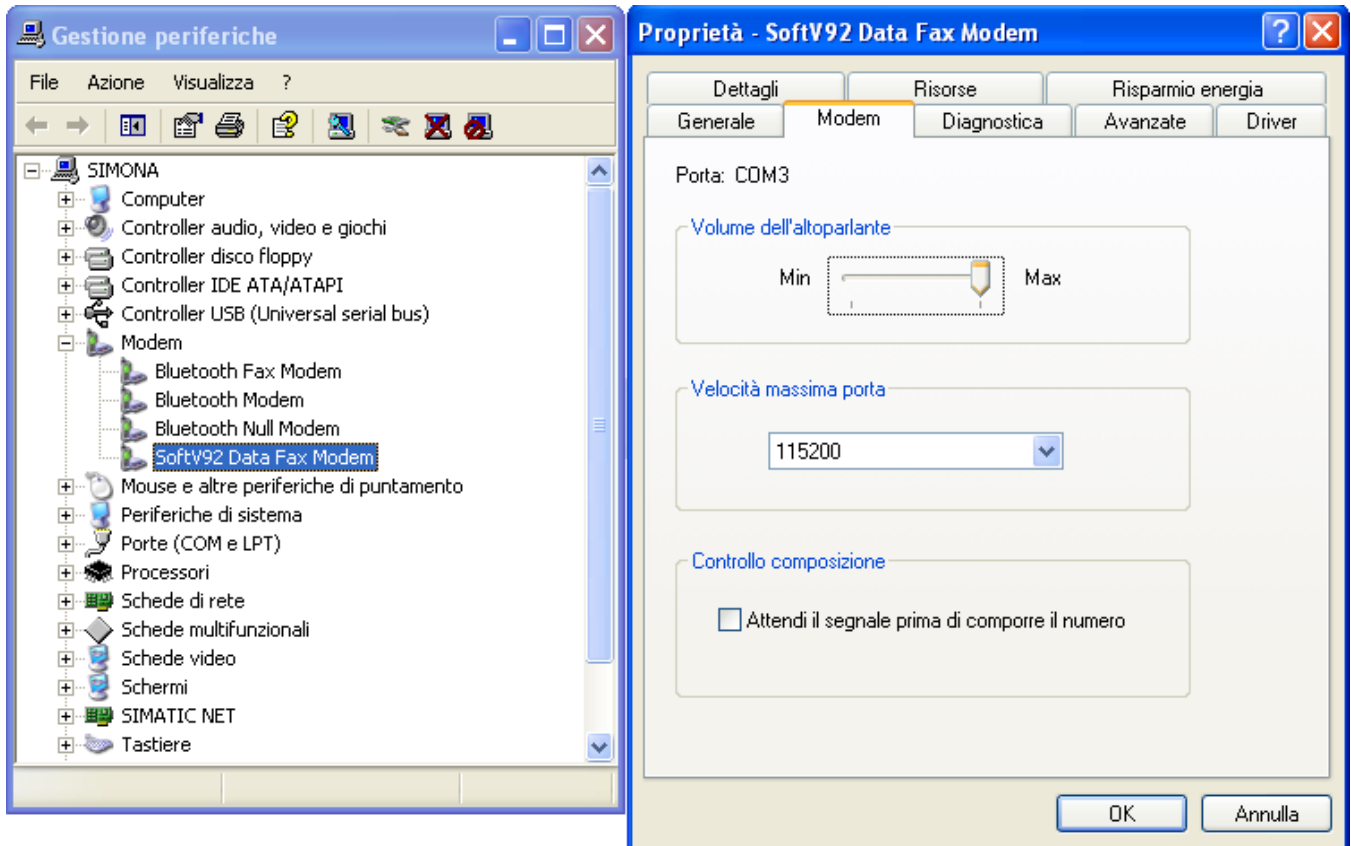 Gestione periferiche
File Azione Visualizza ?
SIMONA
Computer
Controller audio, video e giochi
Controller disco floppy
Controller IDE ATA/ATAPI
Controller USB (Universal serial bus)
Modem
Bluetooth Fax Modem
Bluetooth Modem
Bluetooth Null Modem
SoftV92 Data Fax Modem
Mouse e altre periferiche di puntamento
Periferiche di sistema
Porte (COM e LPT)
Processori
Schede di rete
Schede multifunzionali
Schede video
Schermi
SIMATIC NET
Tastiere
Proprietà - SoftV92 Data Fax Modem
Dettagli Risorse Risparmio energia
Generale Modem Diagnostica Avanzate Driver
Porta: COM3
Volume dell'altoparlante
Min Max
Velocità massima porta
115200
Controllo composizione
Attendi il segnale prima di comporre il numero
OK Annulla